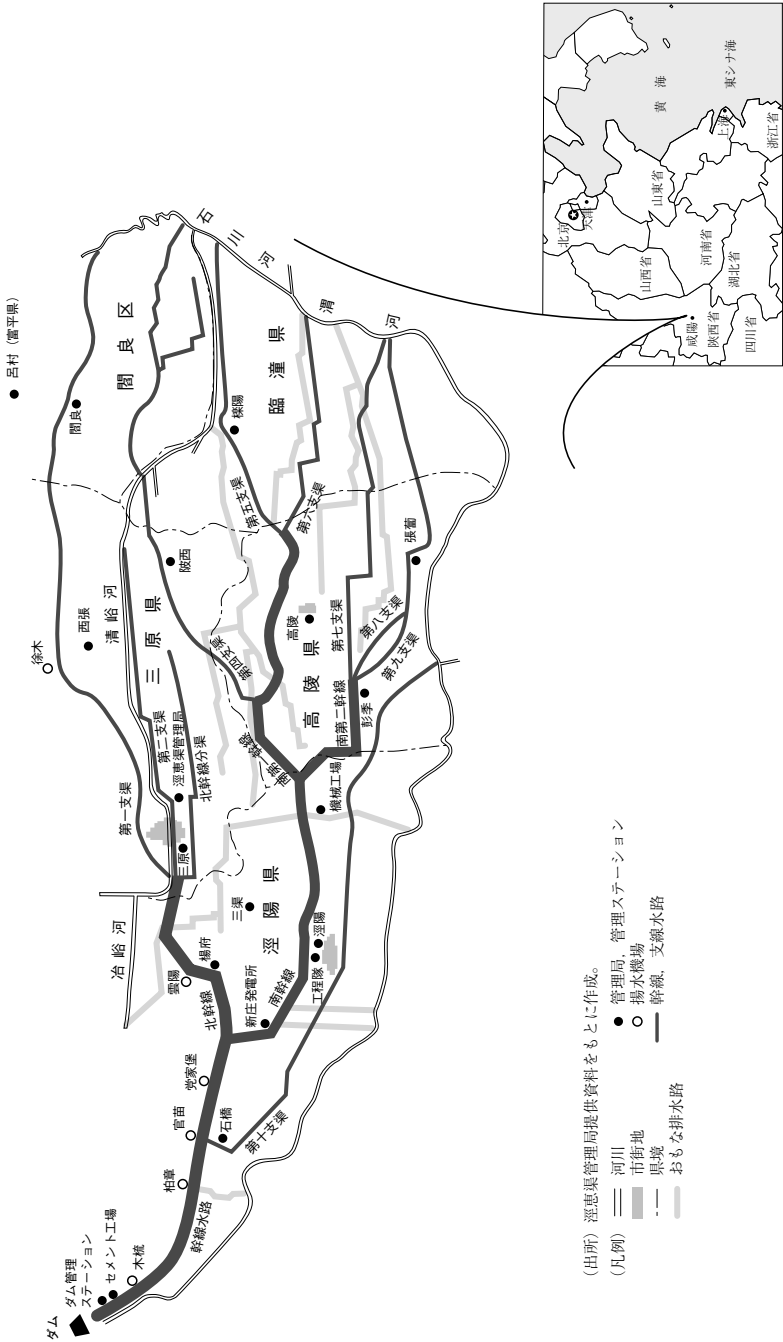 ダム
ダム管理
ステーション
セメント工場
木梳
柏章
官苗
党家堡
石橋
幹線水路
第十支渠
北幹線
南幹線
新庄発電所
雲陽
楊府
冶峪河
三渠
涇陽県
工程隊
涇陽
機械工場
第一支渠
三原
第二支渠
涇恵渠管理局
北幹線分渠
三原県
清峪河
徐木
西張
陂西
第四支渠
南第一幹線
南第二幹線
高陵県
高陵
彭李
第七支渠
第八支渠
第九支渠
張蔔
第五支渠
第六支渠
閻良
閻良区
呂村(富平県)
櫟陽
臨潼県
石川河
渭河
北京
天津
黄海
東シナ海
上海
山東省
山西省
河南省
湖北省
浙江省
咸陽
陝西省
四川省
(出所)涇恵渠管理局提供資料をもとに作成。
(凡例)
河川
市街地
県境
おもな排水路
管理局,管理ステーション
揚水機場
幹線、支線水路